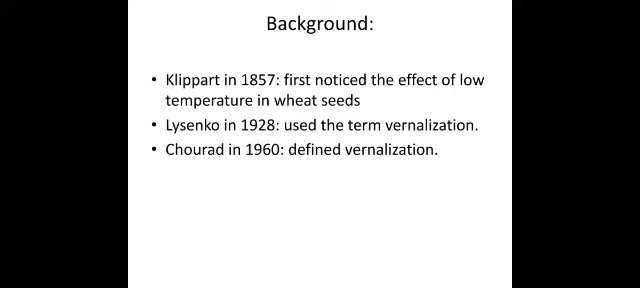 Background:
• Klippart in 1857: first noticed the effect of low
temperature in wheat seeds
• Lysenko in 1928: used the term vernalization.
• Chourad in 1960: defined vernalization.